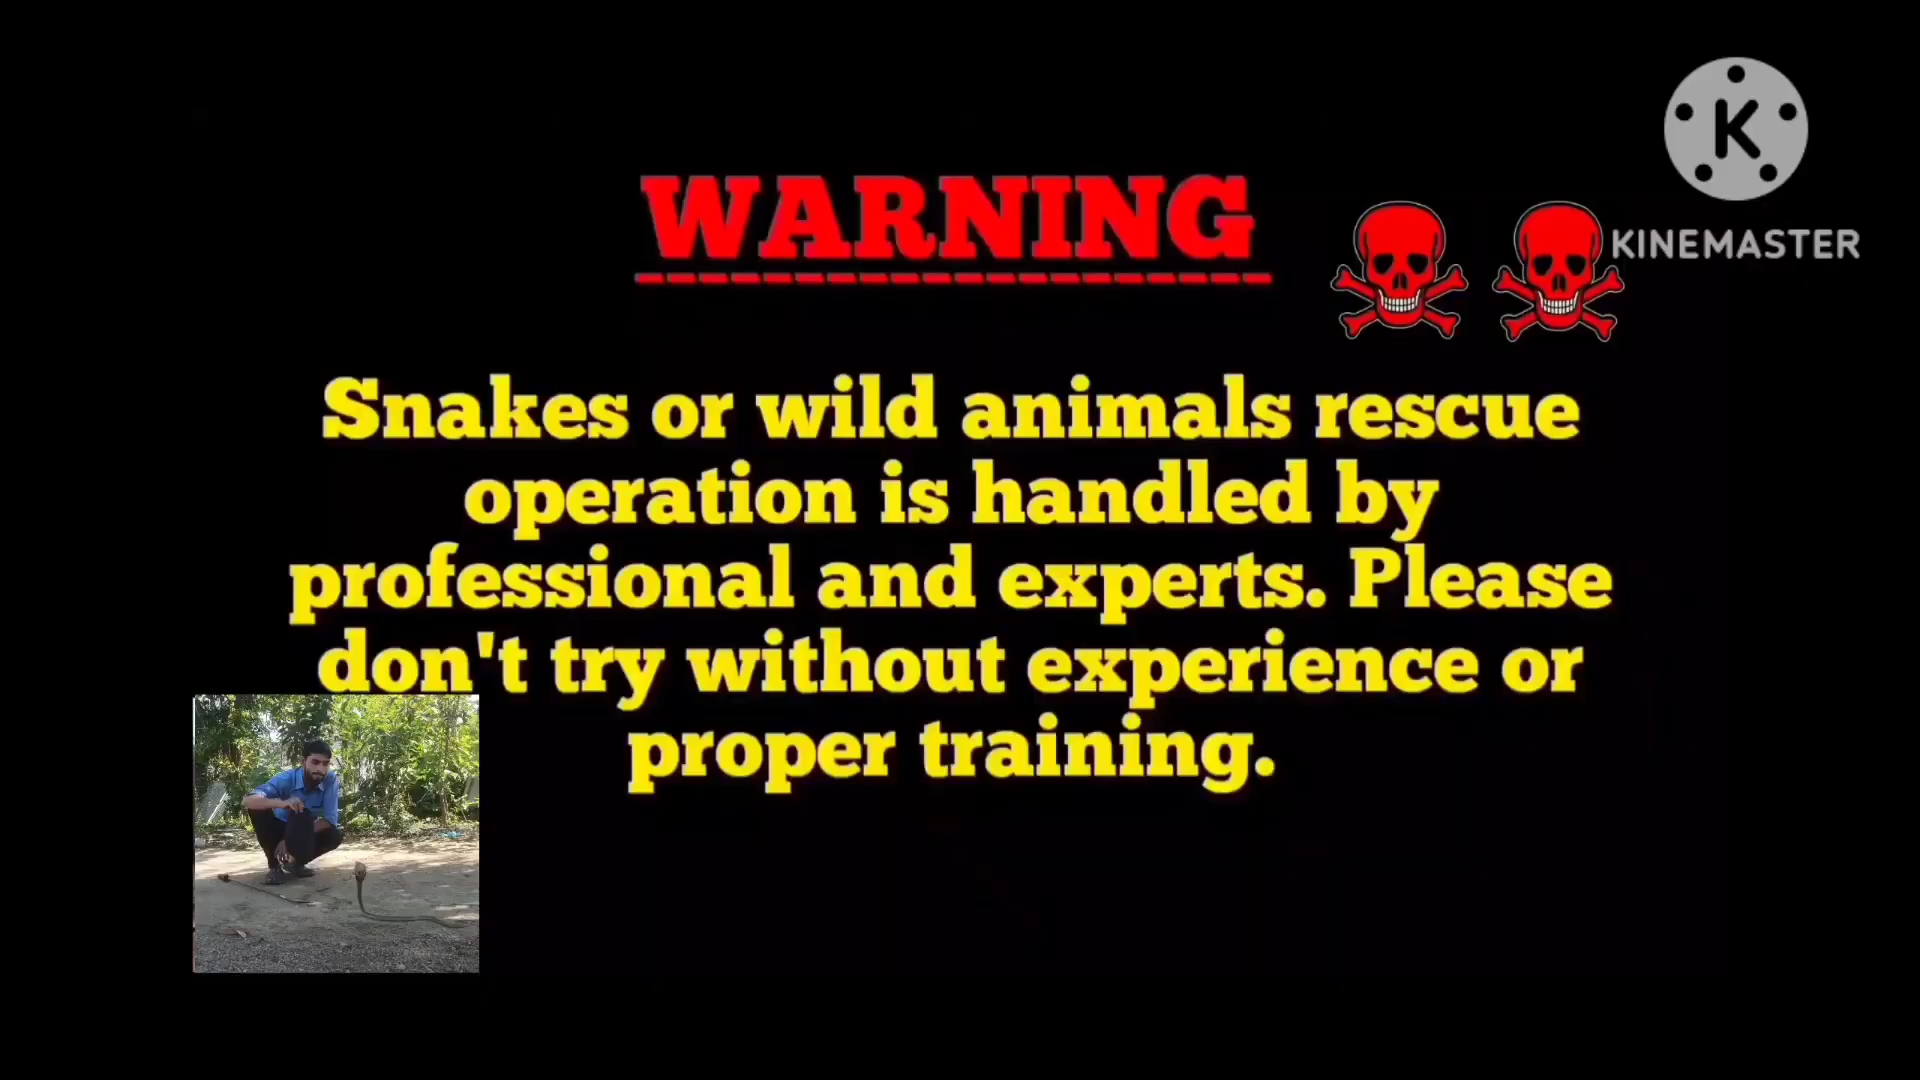 K
KINEMASTER
WARNING
Snakes or wild animals rescue
operation is handled by
professional and experts. Please
don't try without experience or
proper training.